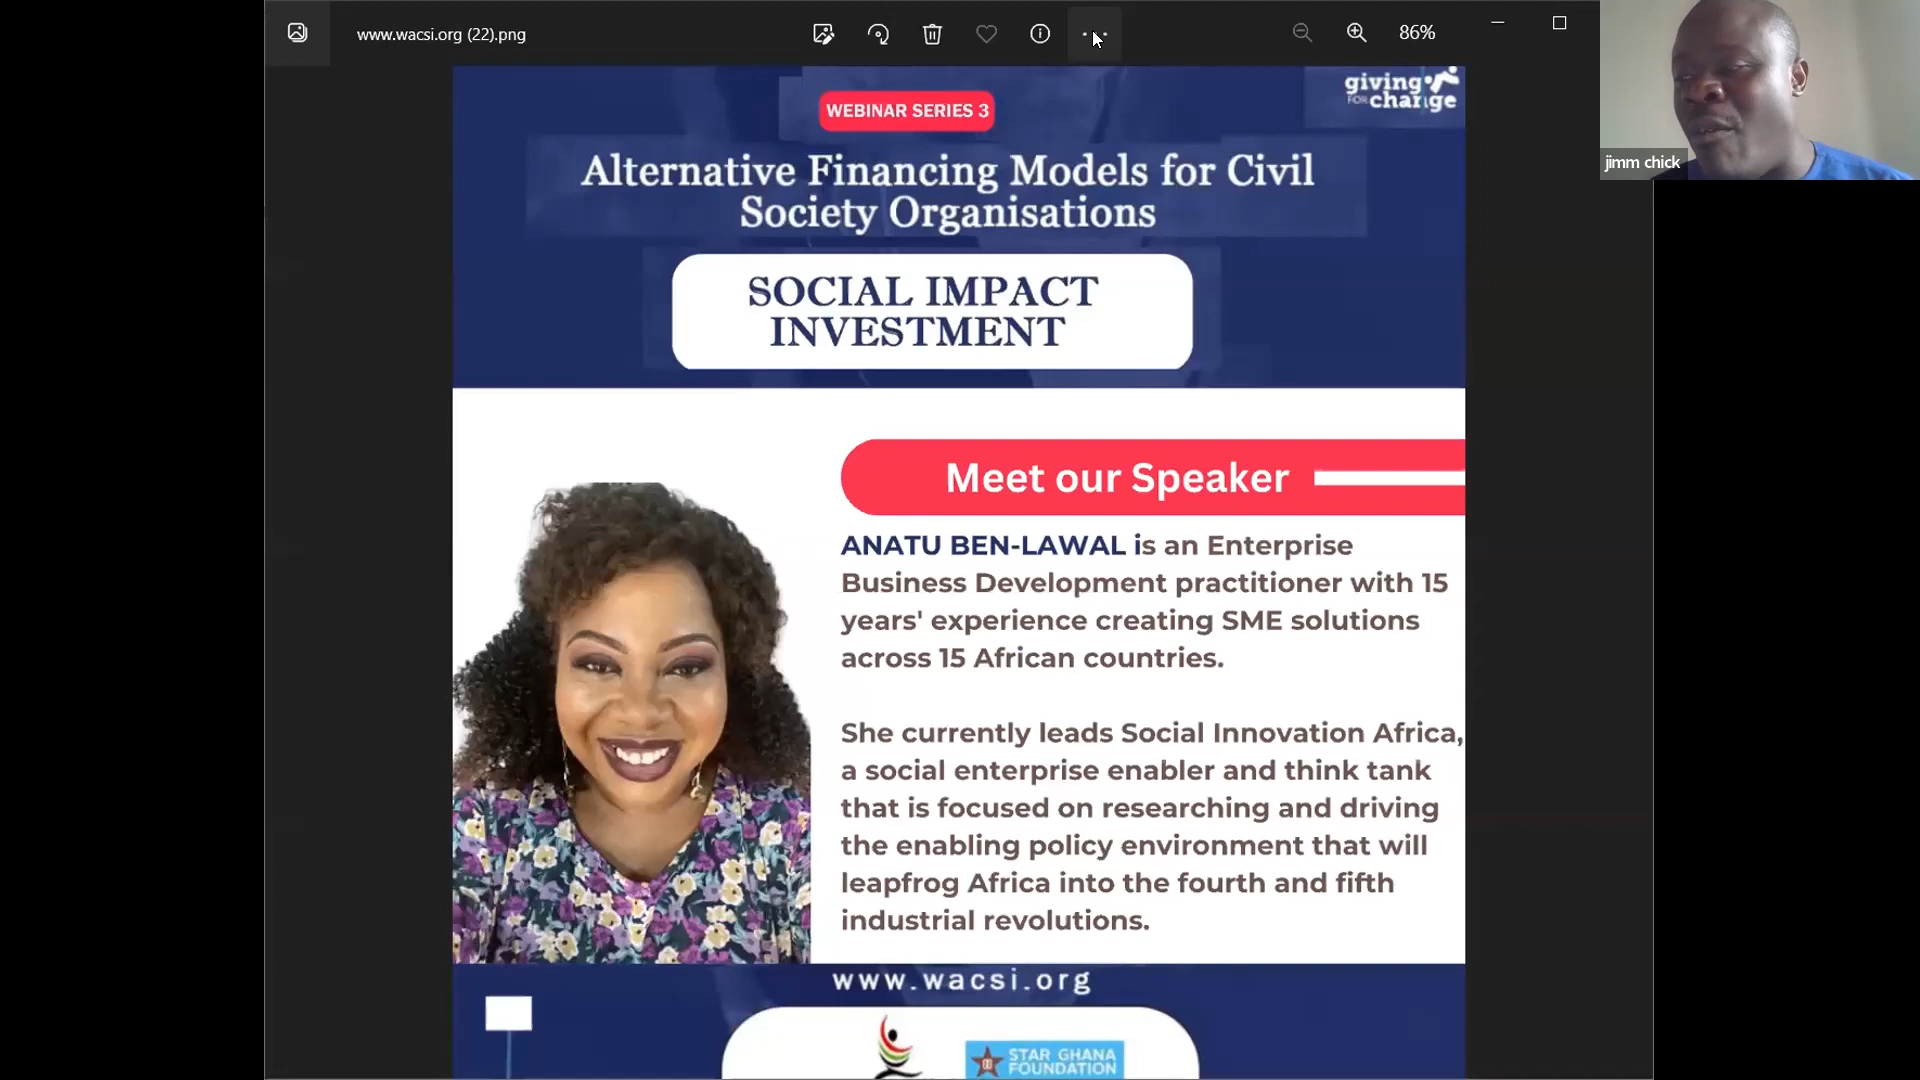 www.wacsi.org (22).png
86%
jimm chick
giving
FOR change
WEBINAR SERIES 3
Alternative Financing Models for Civil
Society Organisations
SOCIAL IMPACT
INVESTMENT
Meet our Speaker
ANATU BEN-LAWAL is an Enterprise
Business Development practitioner with 15
years' experience creating SME solutions
across 15 African countries.
She currently leads Social Innovation Africa,
a social enterprise enabler and think tank
that is focused on researching and driving
the enabling policy environment that will
leapfrog Africa into the fourth and fifth
industrial revolutions.
www.wacsi.org
STAR GHANA
FOUNDATION